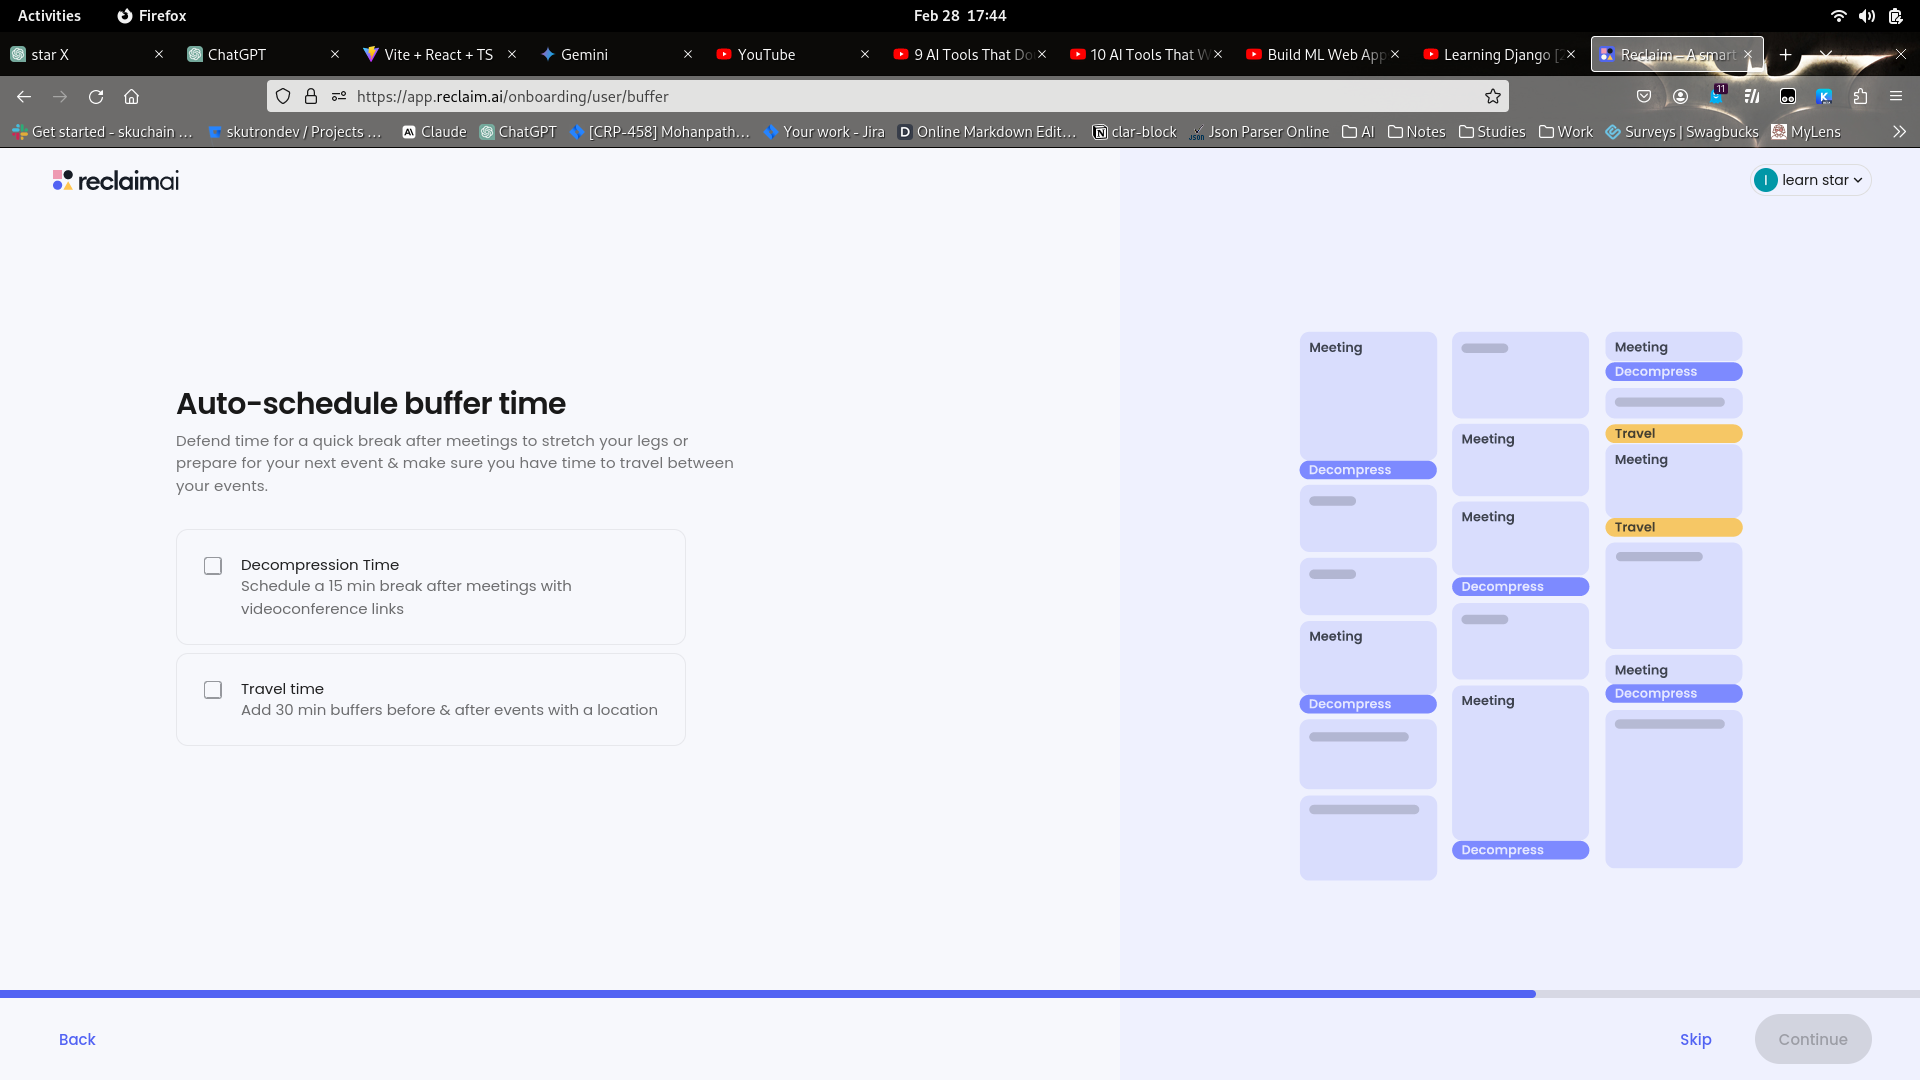 Activities
Firefox
Feb 28 17:44
star X
ChatGPT
Vite + React + TS
Gemini
YouTube
9 AI Tools That Do
10 AI Tools That W
Build ML Web App
Learning Django [2
Reclaim – A smart
https://app.reclaim.ai/onboarding/user/buffer
11
Get started - skuchain ...
skutrondev / Projects ...
Claude
ChatGPT
[CRP-458] Mohanpath...
Your work - Jira
Online Markdown Edit...
clar-block
Json Parser Online
AI
Notes
Studies
Work
Surveys | Swagbucks
MyLens
reclaimai
l learn star
Auto-schedule buffer time
Defend time for a quick break after meetings to stretch your legs or
prepare for your next event & make sure you have time to travel between
your events.
Decompression Time
Schedule a 15 min break after meetings with
videoconference links
Travel time
Add 30 min buffers before & after events with a location
Meeting
Decompress
Meeting
Decompress
Meeting
Meeting
Decompress
Meeting
Decompress
Meeting
Decompress
Travel
Meeting
Travel
Meeting
Decompress
Back
Skip
Continue